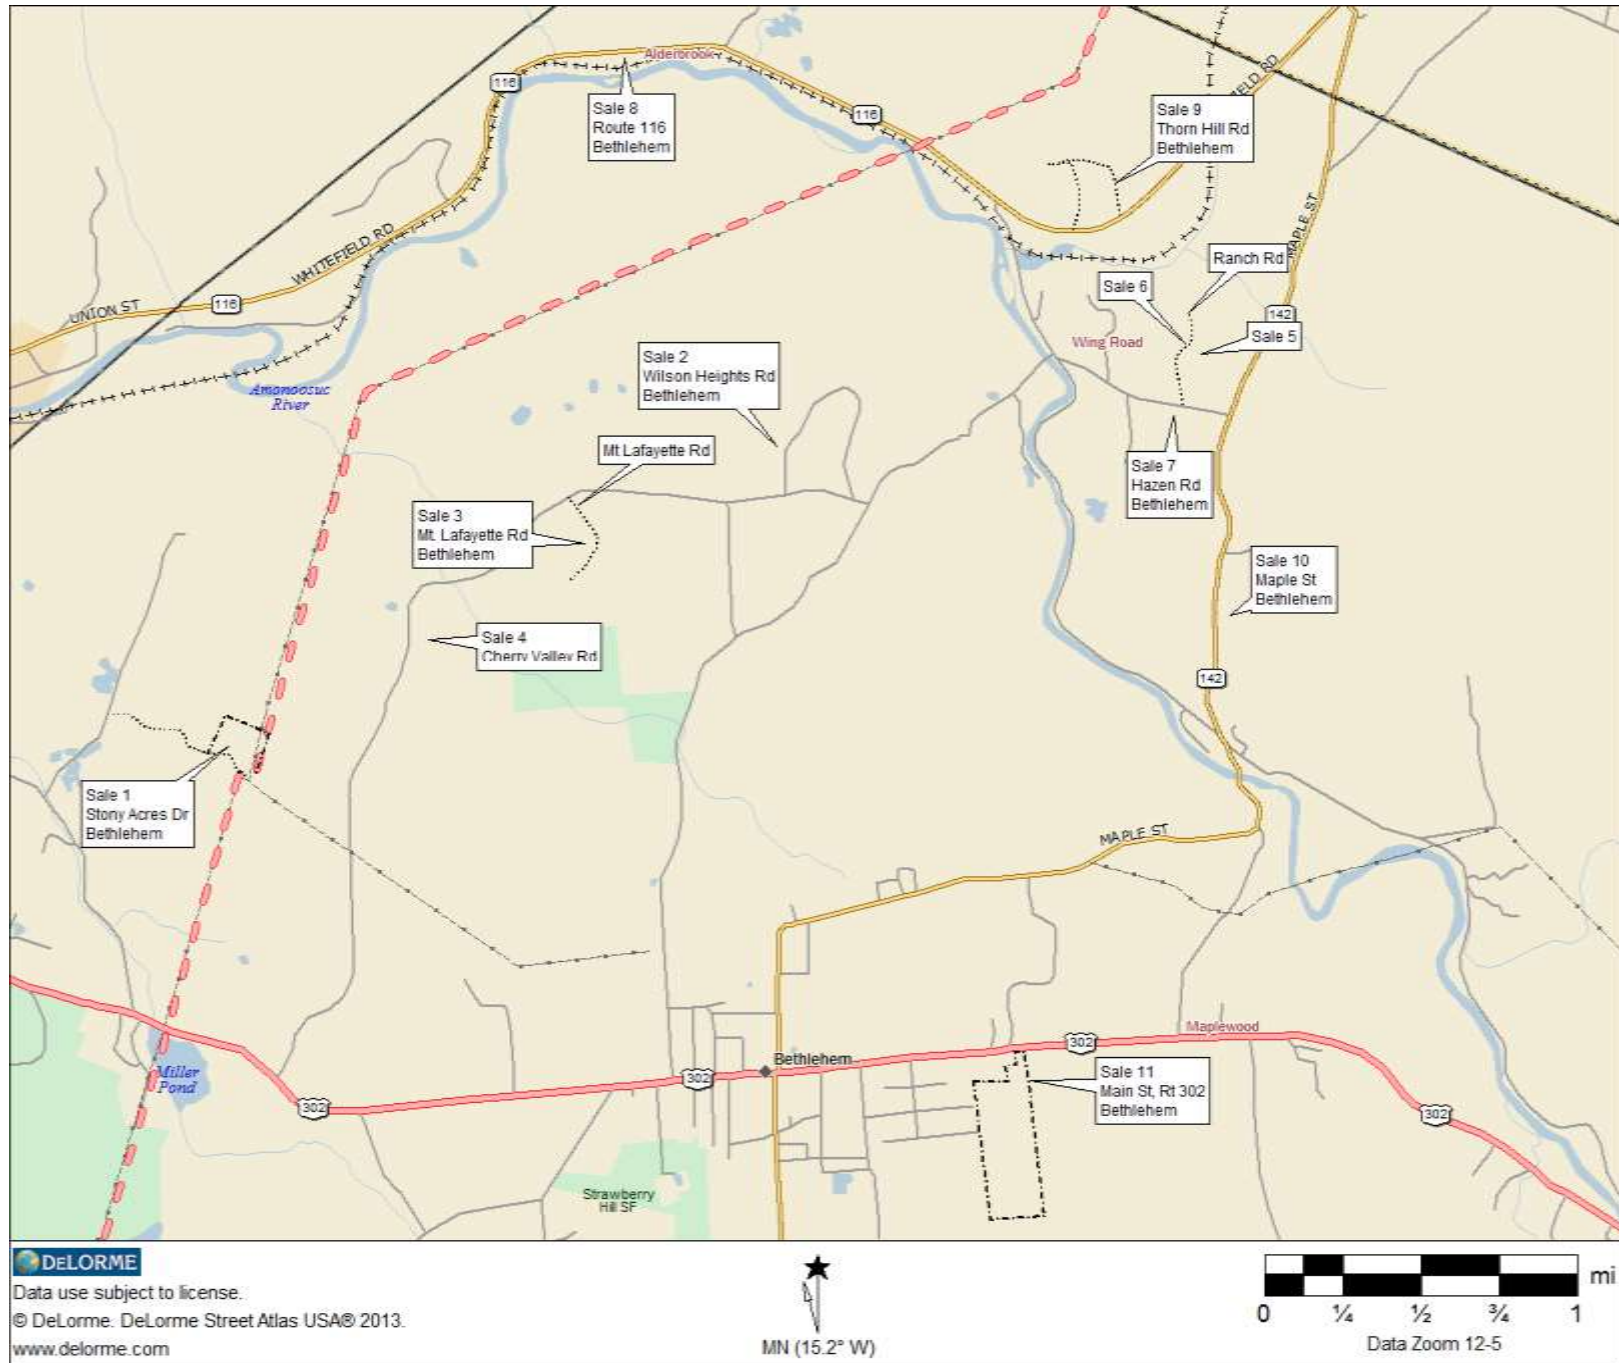 Alderbrook
116
116
Sale 8
Route 116
Bethlehem
Sale 9
Thorn Hill Rd
Bethlehem
FIELD RD
MAPLE ST
WHITEFIELD RD
Ranch Rd
Sale 6
116
UNION ST
142
Sale 5
Wing Road
Sale 2
Wilson Heights Rd
Bethlehem
Amonoosuc
River
Mt Lafayette Rd
Sale 7
Hazen Rd
Bethlehem
Sale 3
Mt. Lafayette Rd
Bethlehem
Sale 10
Maple St
Bethlehem
Sale 4
Cherry Valley Rd
142
Sale 1
Stony Acres Dr
Bethlehem
MAPLE ST
Maplewood
302
Bethlehem
Miller
Pond
302
302
Sale 11
Main St, Rt 302
Bethlehem
302
Strawberry
Hill SF
DELORME
Data use subject to license.
© DeLorme. DeLorme Street Atlas USA® 2013.
www.delorme.com
MN (15.2° W)
mi
0 ¼ ½ ¾ 1
Data Zoom 12-5